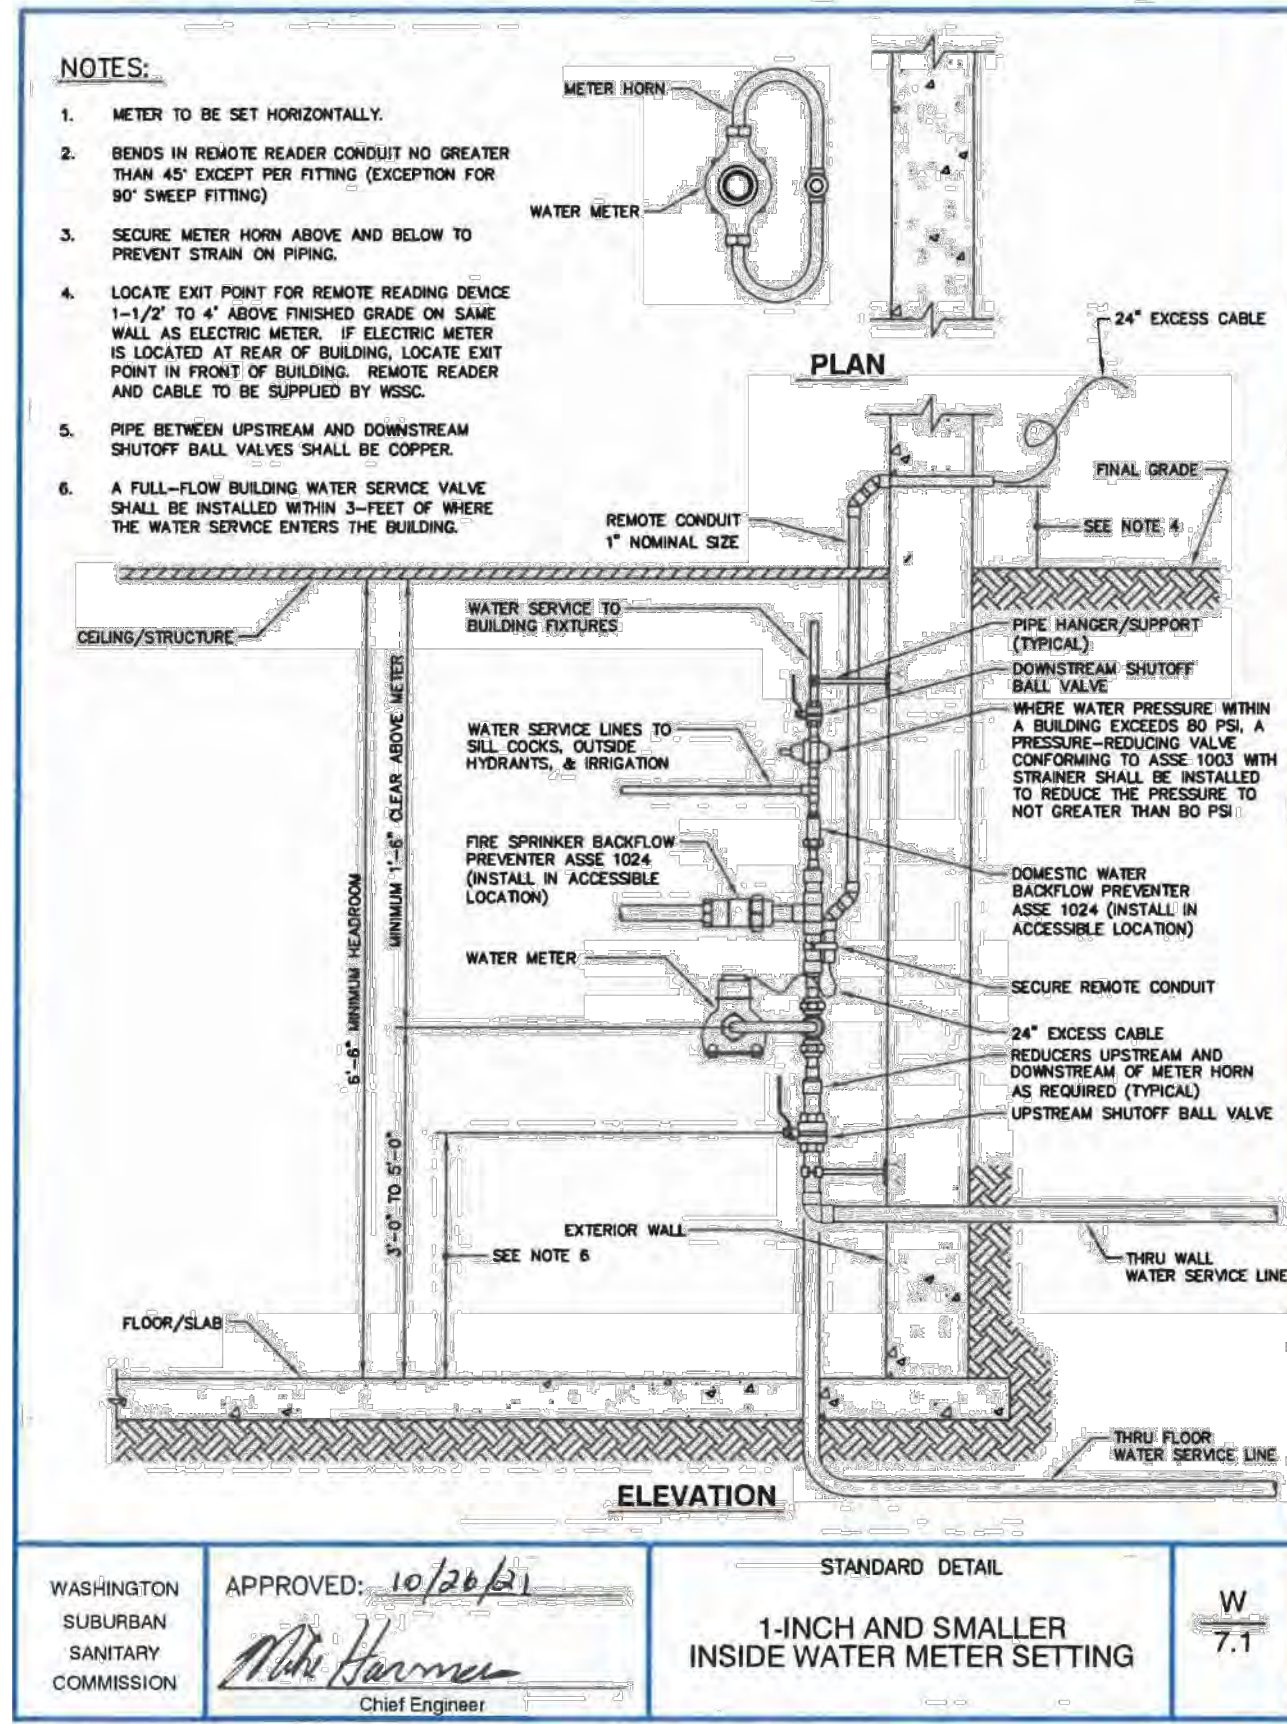 NOTES:
1. METER TO BE SET HORIZONTALLY.
2. BENDS IN REMOTE READER CONDUIT NO GREATER
THAN 45° EXCEPT PER FITTING (EXCEPTION FOR
90° SWEEP FITTING)
3. SECURE METER HORN ABOVE AND BELOW TO
PREVENT STRAIN ON PIPING.
4. LOCATE EXIT POINT FOR REMOTE READING DEVICE
1-1/2' TO 4' ABOVE FINISHED GRADE ON SAME
WALL AS ELECTRIC METER. IF ELECTRIC METER
IS LOCATED AT REAR OF BUILDING, LOCATE EXIT
POINT IN FRONT OF BUILDING. REMOTE READER
AND CABLE TO BE SUPPLIED BY WSSC.
5. PIPE BETWEEN UPSTREAM AND DOWNSTREAM
SHUTOFF BALL VALVES SHALL BE COPPER.
6. A FULL-FLOW BUILDING WATER SERVICE VALVE
SHALL BE INSTALLED WITHIN 3-FEET OF WHERE
THE WATER SERVICE ENTERS THE BUILDING.
METER HORN
WATER METER
PLAN
24" EXCESS CABLE
FINAL GRADE
SEE NOTE 4
REMOTE CONDUIT
1" NOMINAL SIZE
CEILING/STRUCTURE
WATER SERVICE TO
BUILDING FIXTURES
PIPE HANGER/SUPPORT
(TYPICAL)
DOWNSTREAM SHUTOFF
BALL VALVE
WHERE WATER PRESSURE WITHIN
A BUILDING EXCEEDS 80 PSI, A
PRESSURE-REDUCING VALVE
CONFORMING TO ASSE 1003 WITH
STRAINER SHALL BE INSTALLED
TO REDUCE THE PRESSURE TO
NOT GREATER THAN 80 PSI
WATER SERVICE LINES TO
SILL COCKS, OUTSIDE
HYDRANTS, & IRRIGATION
FIRE SPRINKER BACKFLOW
PREVENTER ASSE 1024
(INSTALL IN ACCESSIBLE
LOCATION)
DOMESTIC WATER
BACKFLOW PREVENTER
ASSE 1024 (INSTALL IN
ACCESSIBLE LOCATION)
6'-6" MINIMUM HEADROOM
MINIMUM 1'-6" CLEAR ABOVE METER
3'-0" TO 5'-0"
WATER METER
SECURE REMOTE CONDUIT
24" EXCESS CABLE
REDUCERS UPSTREAM AND
DOWNSTREAM OF METER HORN
AS REQUIRED (TYPICAL)
UPSTREAM SHUTOFF BALL VALVE
EXTERIOR WALL
SEE NOTE 6
THRU WALL
WATER SERVICE LINE
FLOOR/SLAB
THRU FLOOR
WATER SERVICE LINE
ELEVATION
WASHINGTON
SUBURBAN
SANITARY
COMMISSION
APPROVED: 10/26/21
Mike Harmer
Chief Engineer
STANDARD DETAIL
1-INCH AND SMALLER
INSIDE WATER METER SETTING
W
7.1